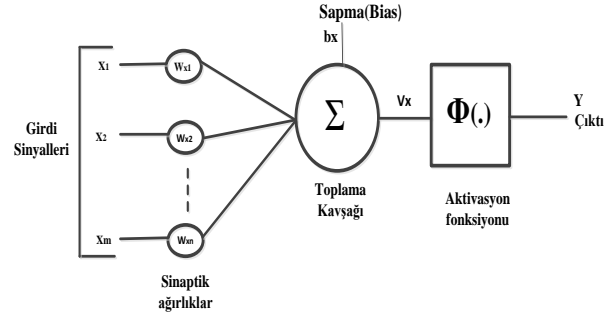 Sapma(Bias)
bx
X1
Wx1
Girdi
Sinyalleri
X2
Wx2
Xm
Wxn
Σ
Vx
Φ(.)
Y
Çıktı
Toplama
Kavşağı
Aktivasyon
fonksiyonu
Sinaptik
ağırlıklar